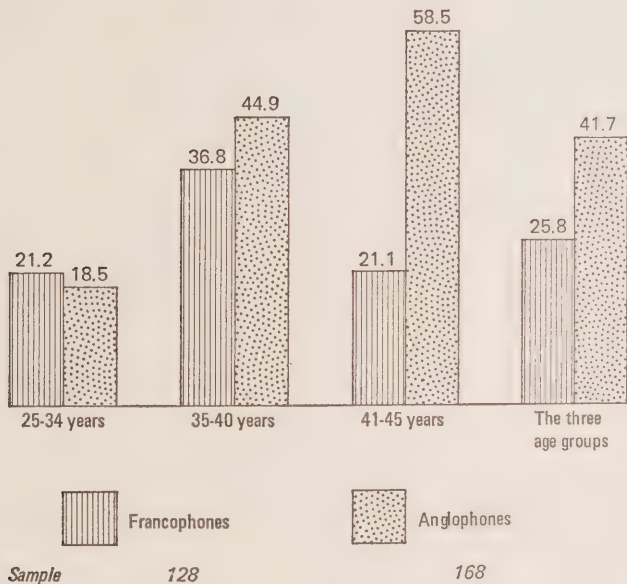 58.5
44.9
41.7
36.8
25.8
21.2
18.5
21.1
25-34 years
35-40 years
41-45 years
The three
age groups
Francophones
Anglophones
Sample 128 168